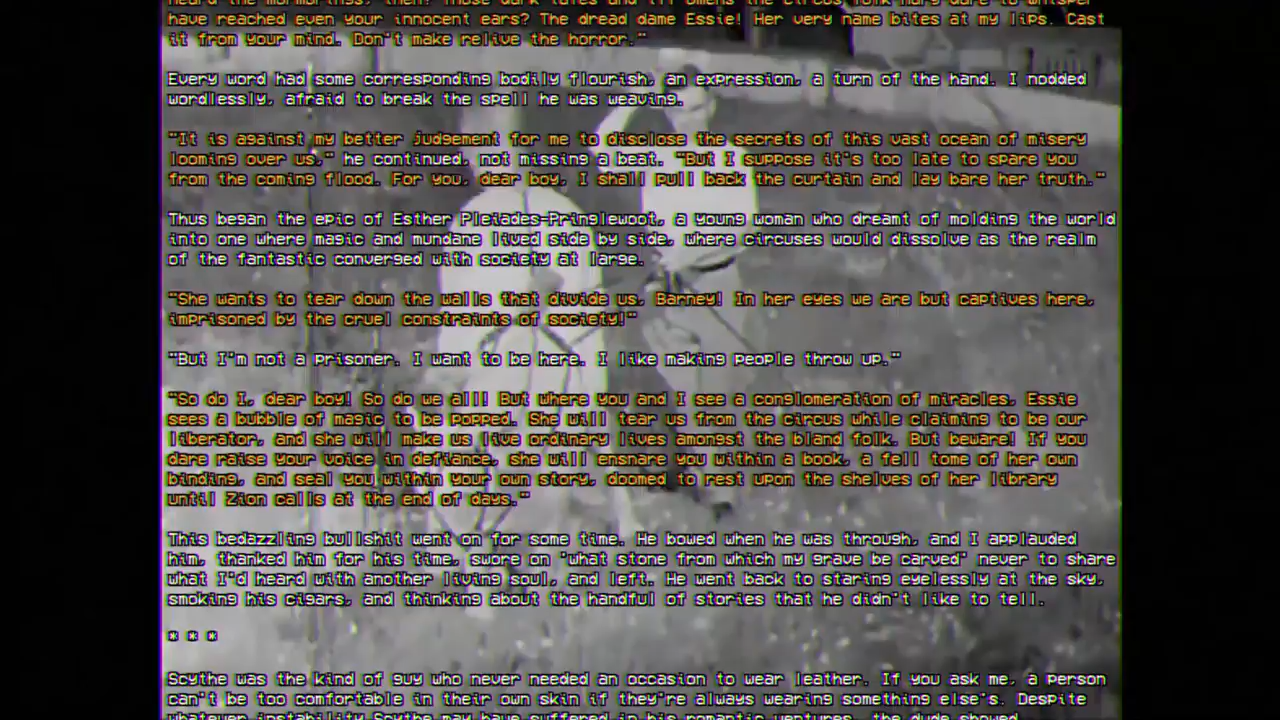 heard the
have reached even your innocent ears? The dread dame Essie! Her very name bites at my lips. Cast
it from your mind. Don't make relive the horror."
Every word had some corresponding bodily flourish, an expression, a turn of the hand. I nodded
wordlessly, afraid to break the spell he was weaving.
"It is against my better judgement for me to disclose the secrets of this vast ocean of misery
looming over us," he continued, not missing a beat. "But I suppose it's too late to spare you
from the coming flood. For you, dear boy, I shall pull back the curtain and lay bare her truth."
Thus began the epic of Esther Pleiades-Pringlewoot, a young woman who dreamt of molding the world
into one where magic and mundane lived side by side, where circuses would dissolve as the realm
of the fantastic converged with society at large.
"She wants to tear down the walls that divide us, Barney! In her eyes we are but captives here,
imprisoned by the cruel constraints of society!"
"But I'm not a prisoner. I want to be here. I like making people throw up."
"So do I, dear boy! So do we all! But where you and I see a conglomeration of miracles, Essie
sees a bubble of magic to be popped. She will tear us from the circus while claiming to be our
liberator, and she will make us live ordinary lives amongst the bland folk. But beware! If you
dare raise your voice in defiance, she will ensnare you within a book, a fell tome of her own
binding, and seal you within your own story, doomed to rest upon the shelves of her library
until Zion calls at the end of days."
This bedazzling bullshit went on for some time. He bowed when he was through, and I applauded
him, thanked him for his time, swore on 'what stone from which my grave be carved' never to share
what I'd heard with another living soul, and left. He went back to staring eyelessly at the sky,
smoking his cigars, and thinking about the handful of stories that he didn't like to tell.
* * *
Scythe was the kind of guy who never needed an occasion to wear leather. If you ask me, a person
can't be too comfortable in their own skin if they're always wearing something else's. Despite
whatever instability Scythe may have suffered in his romantic ventures, the dude showed